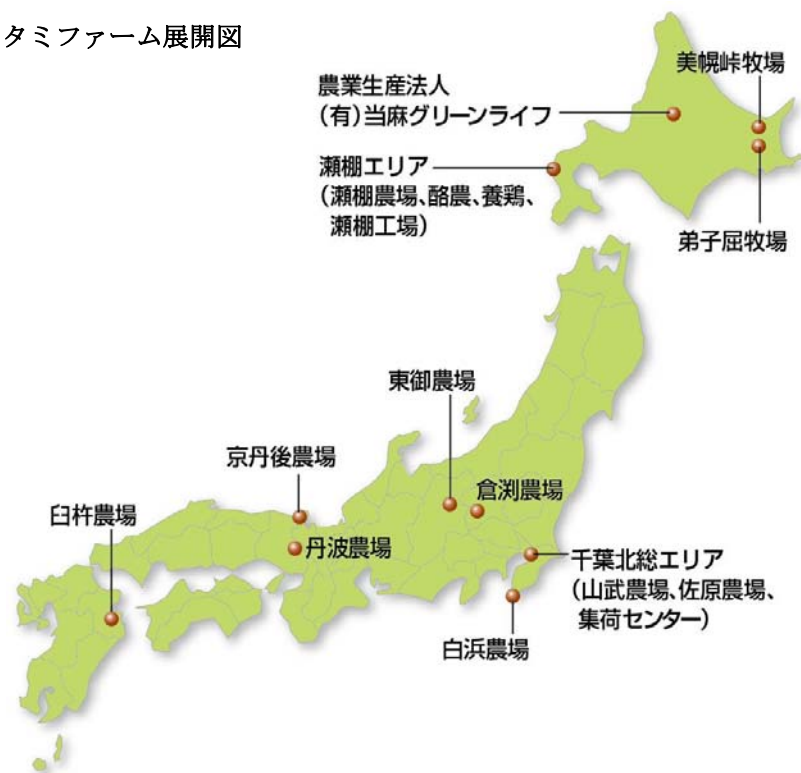 タミファーム展開図
美幌峠牧場
農業生産法人
(有)当麻グリーンライフ
瀬棚エリア
(瀬棚農場、酪農、養鶏、
瀬棚工場)
弟子屈牧場
東御農場
京丹後農場
倉渕農場
臼杵農場
丹波農場
千葉北総エリア
(山武農場、佐原農場、
集荷センター)
白浜農場